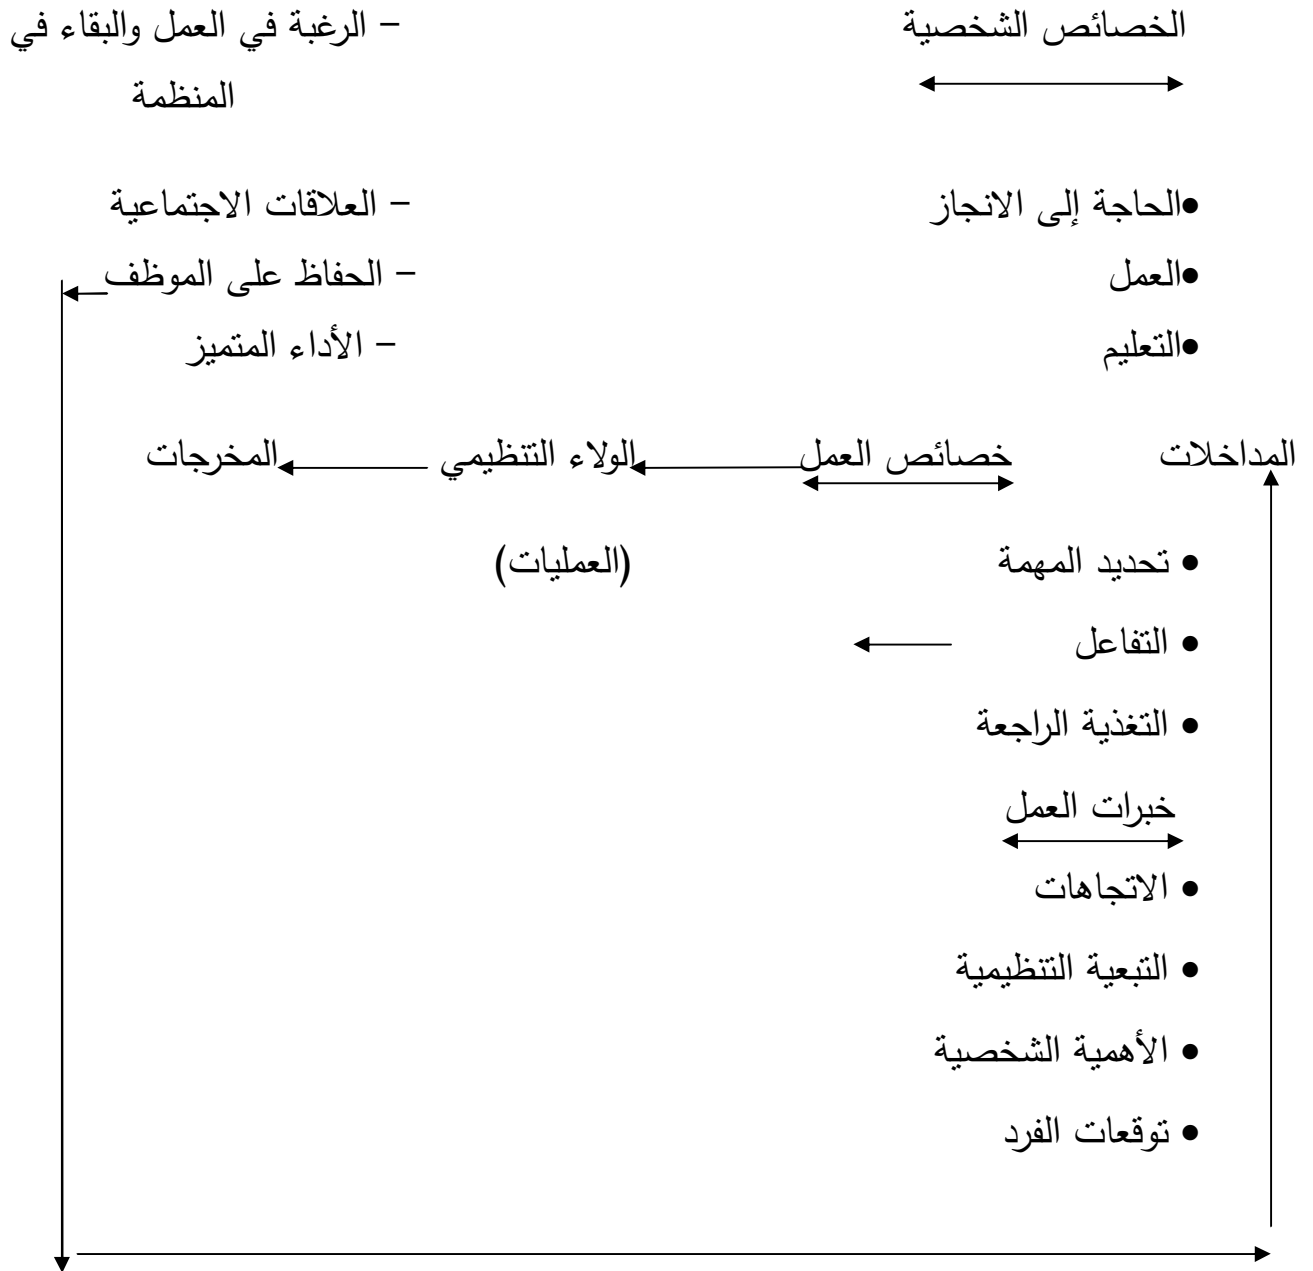 الخصائص الشخصية
– الرغبة في العمل والبقاء في
المنظمة
•الحاجة إلى الانجاز
– العلاقات الاجتماعية
•العمل
– الحفاظ على الموظف
•التعليم
– الأداء المتميز
المداخلات
خصائص العمل
الولاء التنظيمي
المخرجات
• تحديد المهمة
(العمليات)
• التفاعل
• التغذية الراجعة
خبرات العمل
• الاتجاهات
• التبعية التنظيمية
• الأهمية الشخصية
• توقعات الفرد